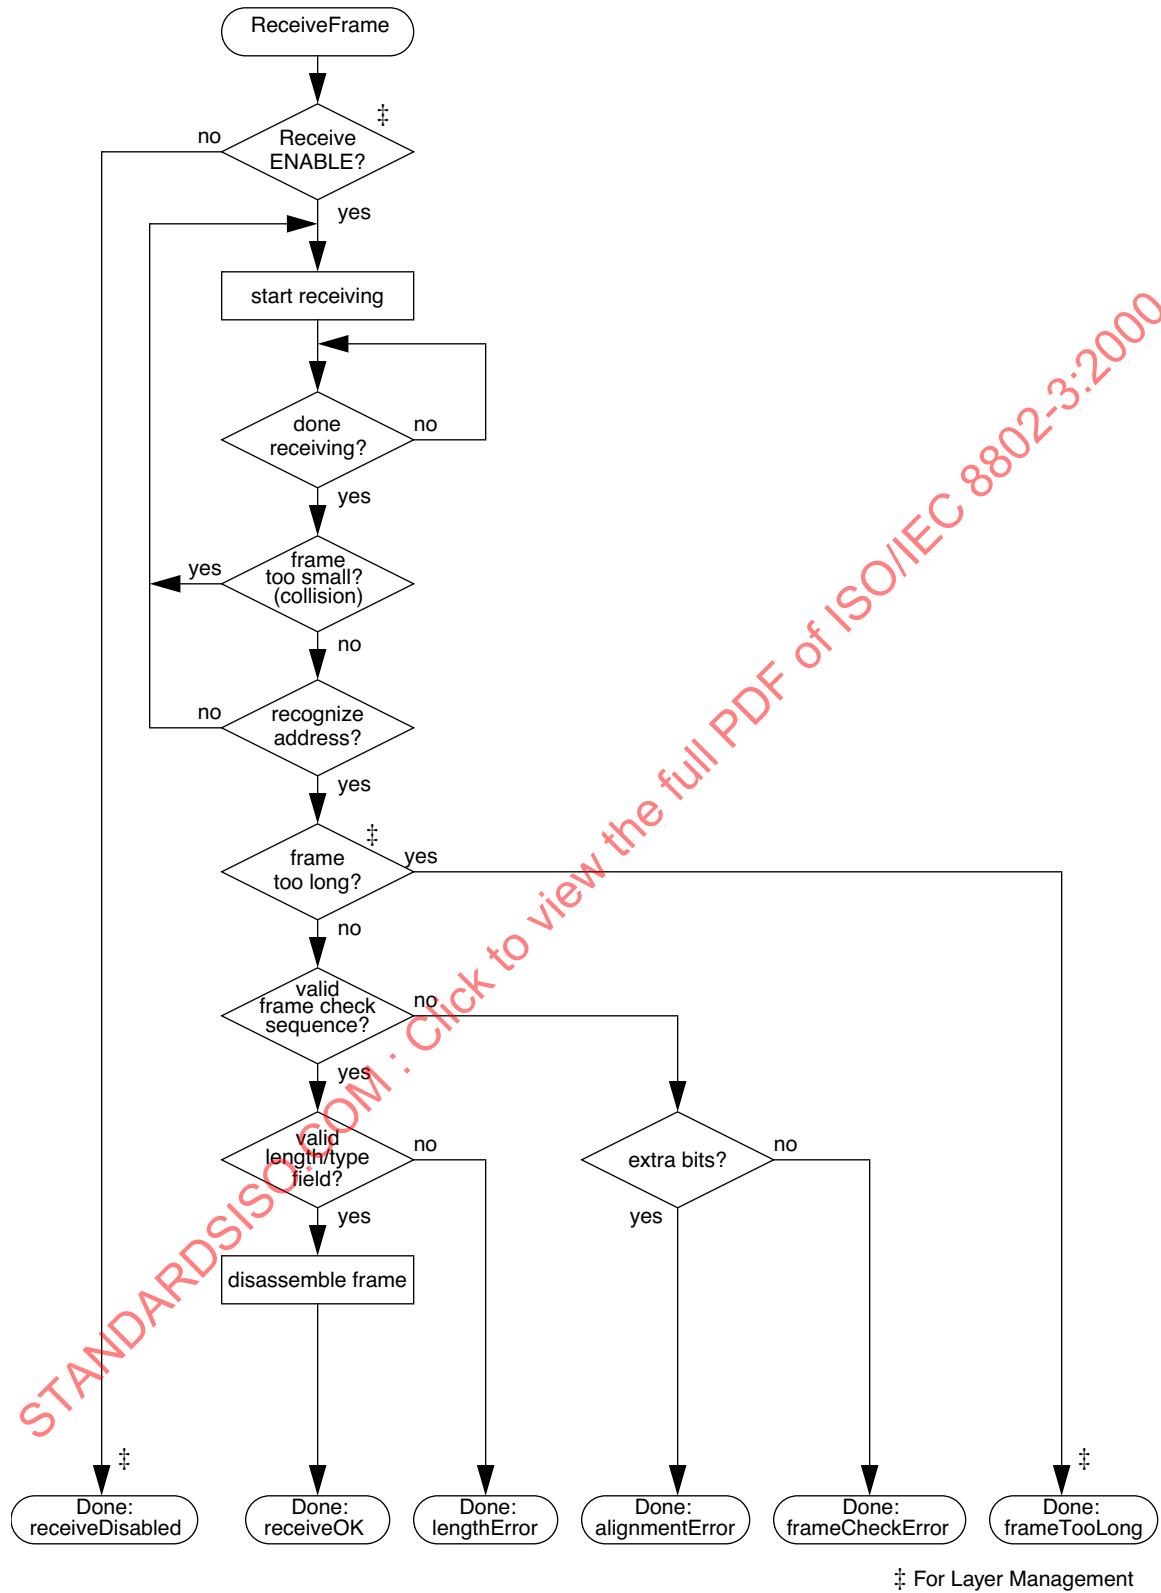 ReceiveFrame
‡
no
Receive
ENABLE?
yes
start receiving
done
receiving?
no
yes
yes
frame
too small?
(collision)
no
no
recognize
address?
yes
‡
frame
too long?
yes
no
valid
frame check
sequence?
no
yes
valid
length/type
field?
no
extra bits?
no
yes
yes
disassemble frame
‡
‡
Done:
receiveDisabled
Done:
receiveOK
Done:
lengthError
Done:
alignmentError
Done:
frameCheckError
Done:
frameTooLong
‡ For Layer Management
STANDARDSISO.COM : Click to view the full PDF of ISO/IEC 8802-3:2000